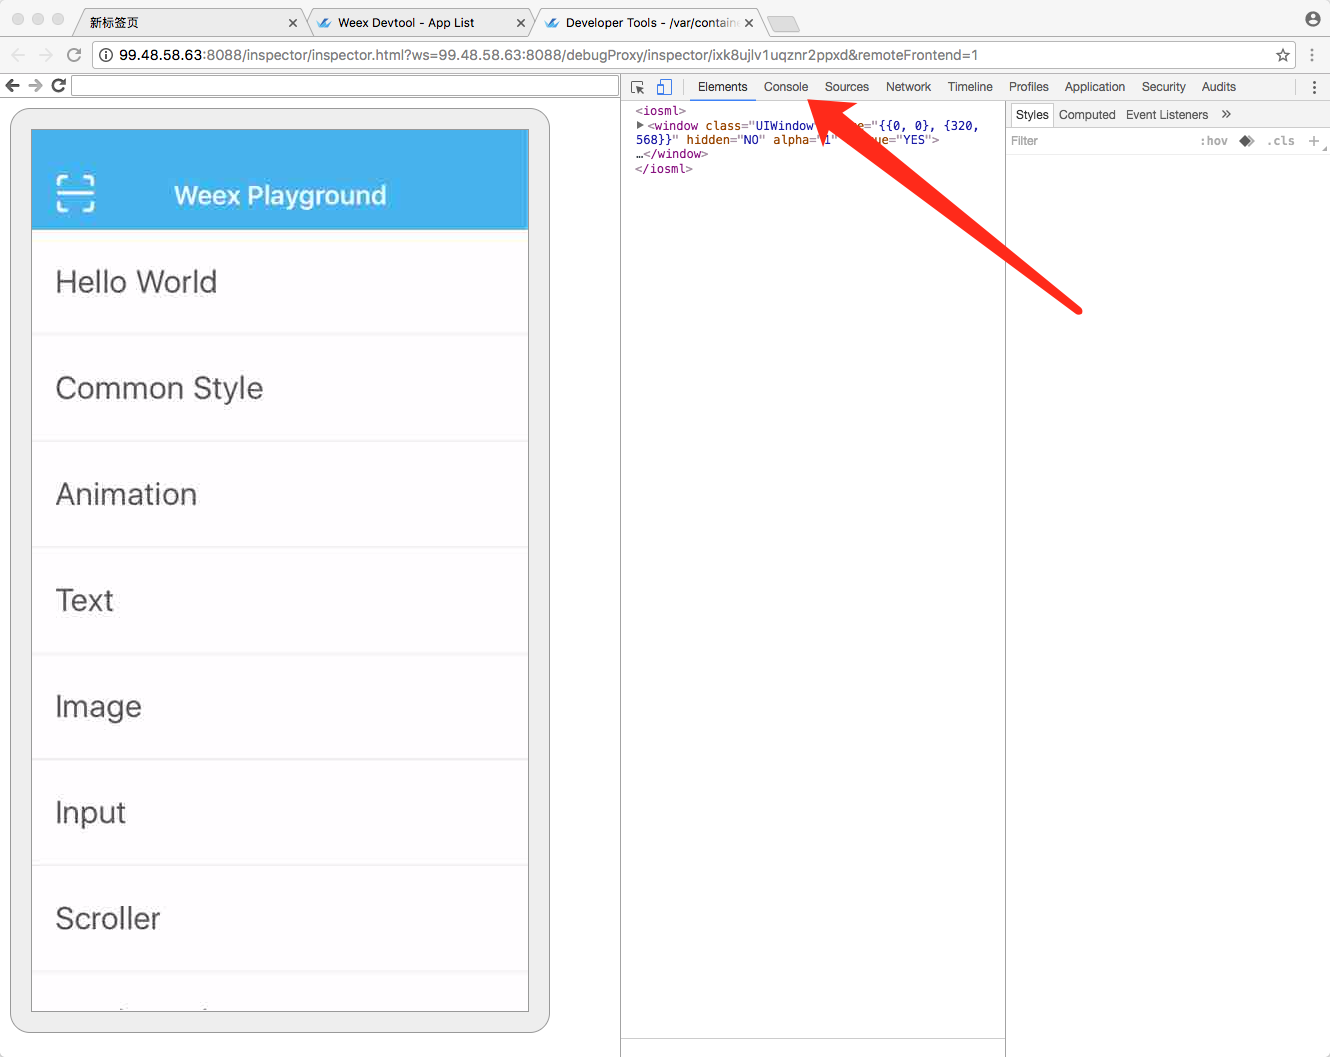 新标签页
Weex Devtool - App List
Developer Tools - /var/contain
99.48.58.63:8088/inspector/inspector.html?ws=99.48.58.63:8088/debugProxy/inspector/ixk8ujlv1uqznr2ppxd&remoteFrontend=1
Elements Console Sources Network Timeline Profiles Application Security Audits
<iosml>
<window class="UIWindow" ="{{0, 0}, {320,
568}}" hidden="NO" alpha="1" ="YES">
…</window>
</iosml>
Styles Computed Event Listeners »
Filter :hov .cls +
Weex Playground
Hello World
Common Style
Animation
Text
Image
Input
Scroller